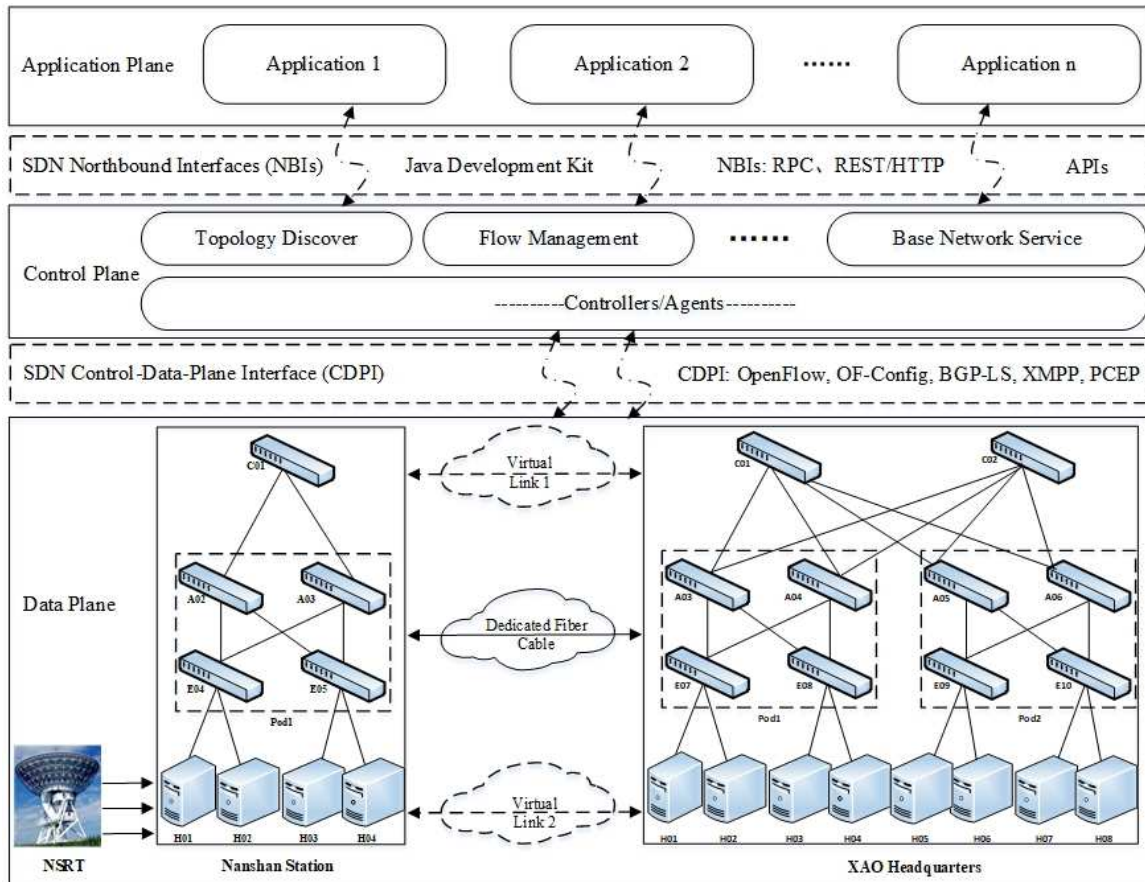 Application Plane
Application 1
Application 2
······
Application n
SDN Northbound Interfaces (NBIs)
Java Development Kit
NBIs: RPC、REST/HTTP
APIs
Topology Discover
Flow Management
······
Base Network Service
Control Plane
----------Controllers/Agents----------
SDN Control-Data-Plane Interface (CDPI)
CDPI: OpenFlow, OF-Config, BGP-LS, XMPP, PCEP
C01
Virtual
Link 1
C01
C02
Data Plane
A02
A03
Dedicated Fiber
Cable
A03
A04
A05
A06
E04
E05
E07
E08
E09
E10
Pod1
Pod1
Pod2
Virtual
Link 2
H01
H02
H03
H04
H01
H02
H03
H04
H05
H06
H07
H08
NSRT
Nanshan Station
XAO Headquarters